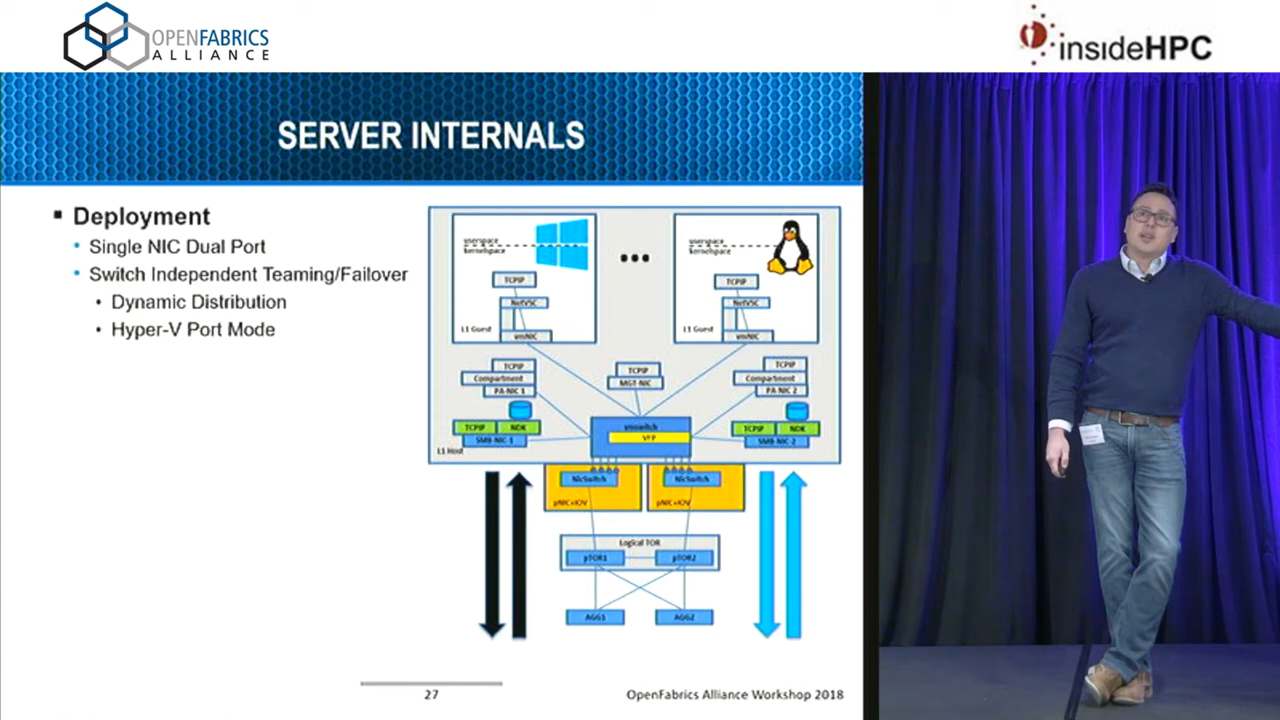 OPENFABRICS
ALLIANCE
insideHPC
SERVER INTERNALS
Deployment
Single NIC Dual Port
Switch Independent Teaming/Failover
Dynamic Distribution
Hyper-V Port Mode
userspace
kernelspace
TCPIP
NetVSC
L1 Guest
vmNIC
userspace
kernelspace
TCPIP
NetVSC
L1 Guest
vmNIC
TCPIP
Compartment
PA-NIC 1
TCPIP
MGT-NIC
TCPIP
Compartment
PA-NIC 2
TCPIP NDK
SMB-NIC-1
vmswitch
VFP
TCPIP NDK
SMB-NIC-2
L1 Host
NicSwitch
pNIC+IOV
NicSwitch
pNIC+IOV
Logical TOR
pTOR1
pTOR2
AGG1
AGG2
27
OpenFabrics Alliance Workshop 2018